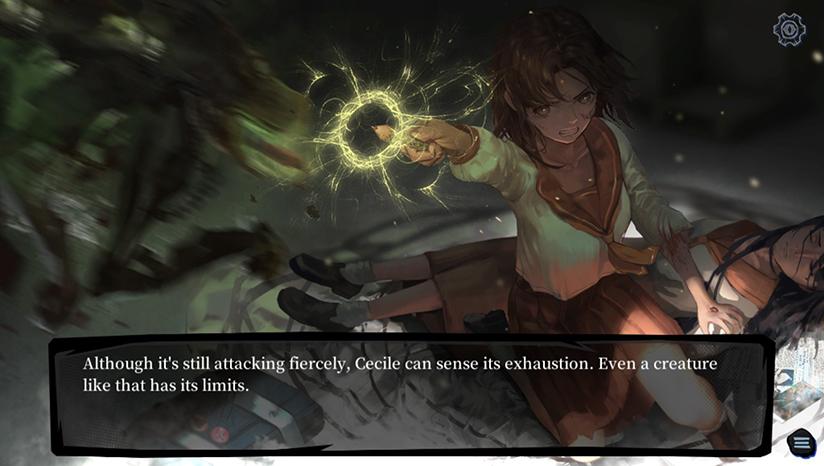 Although it's still attacking fiercely, Cecile can sense its exhaustion. Even a creature
like that has its limits.